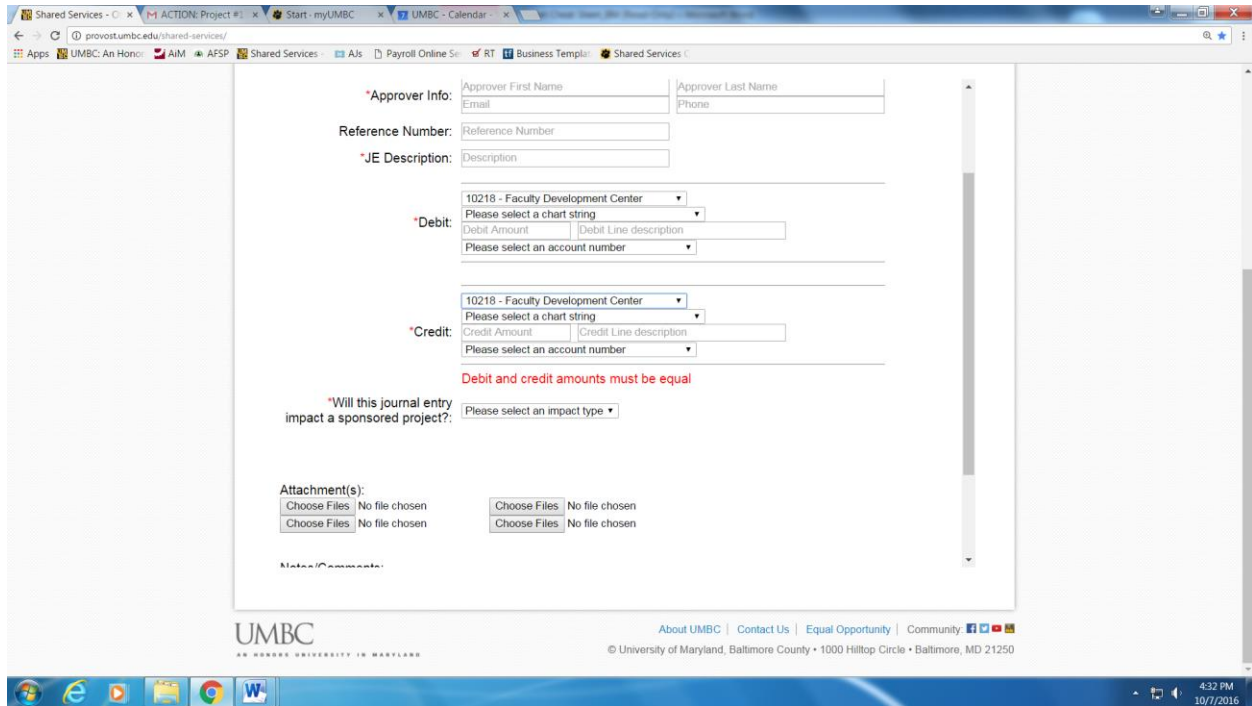 Shared Services - O
ACTION: Project #1
Start · myUMBC
UMBC - Calendar -
provost.umbc.edu/shared-services/
Apps UMBC: An Honor AiM AFSP Shared Services - AJs Payroll Online Se RT Business Templa Shared Services C
Approver First Name Approver Last Name
*Approver Info:
Email Phone
Reference Number: Reference Number
*JE Description: Description
10218 - Faculty Development Center
Please select a chart string
*Debit: Debit Amount Debit Line description
Please select an account number
10218 - Faculty Development Center
Please select a chart string
*Credit: Credit Amount Credit Line description
Please select an account number
Debit and credit amounts must be equal
*Will this journal entry
impact a sponsored project?: Please select an impact type
Attachment(s):
Choose Files No file chosen Choose Files No file chosen
Choose Files No file chosen Choose Files No file chosen
Notes/Comments:
UMBC
AN HONORS UNIVERSITY IN MARYLAND
About UMBC | Contact Us | Equal Opportunity | Community:
© University of Maryland, Baltimore County • 1000 Hilltop Circle • Baltimore, MD 21250
4:32 PM
10/7/2016